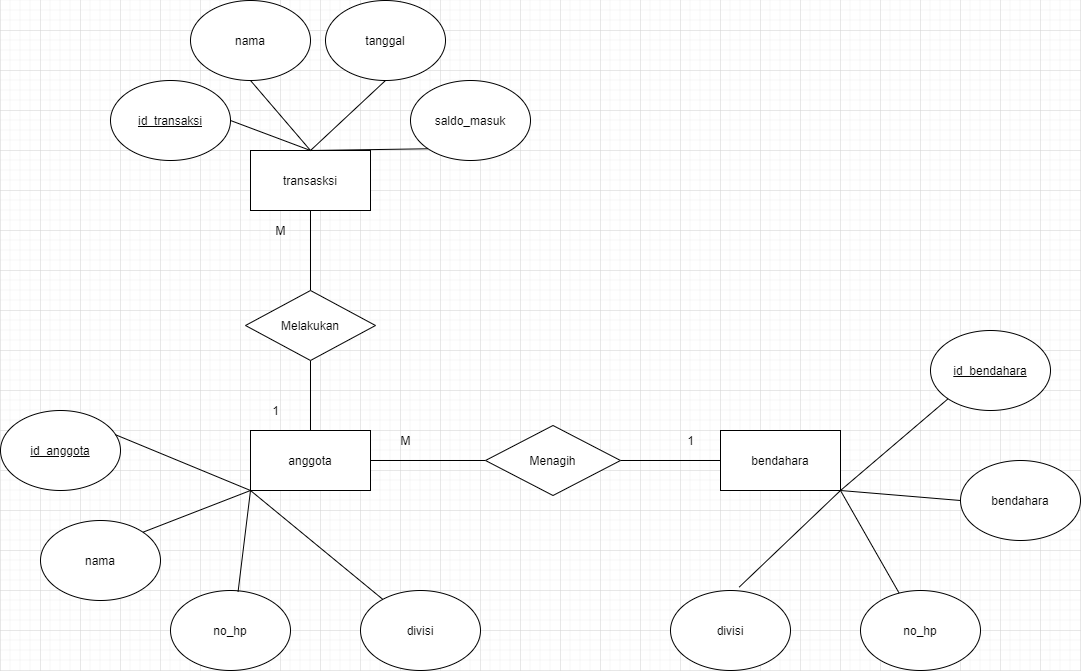 nama
tanggal
id_transaksi
saldo_masuk
transasksi
M
Melakukan
1
id_bendahara
id_anggota
anggota
M
Menagih
1
bendahara
bendahara
nama
no_hp
divisi
divisi
no_hp